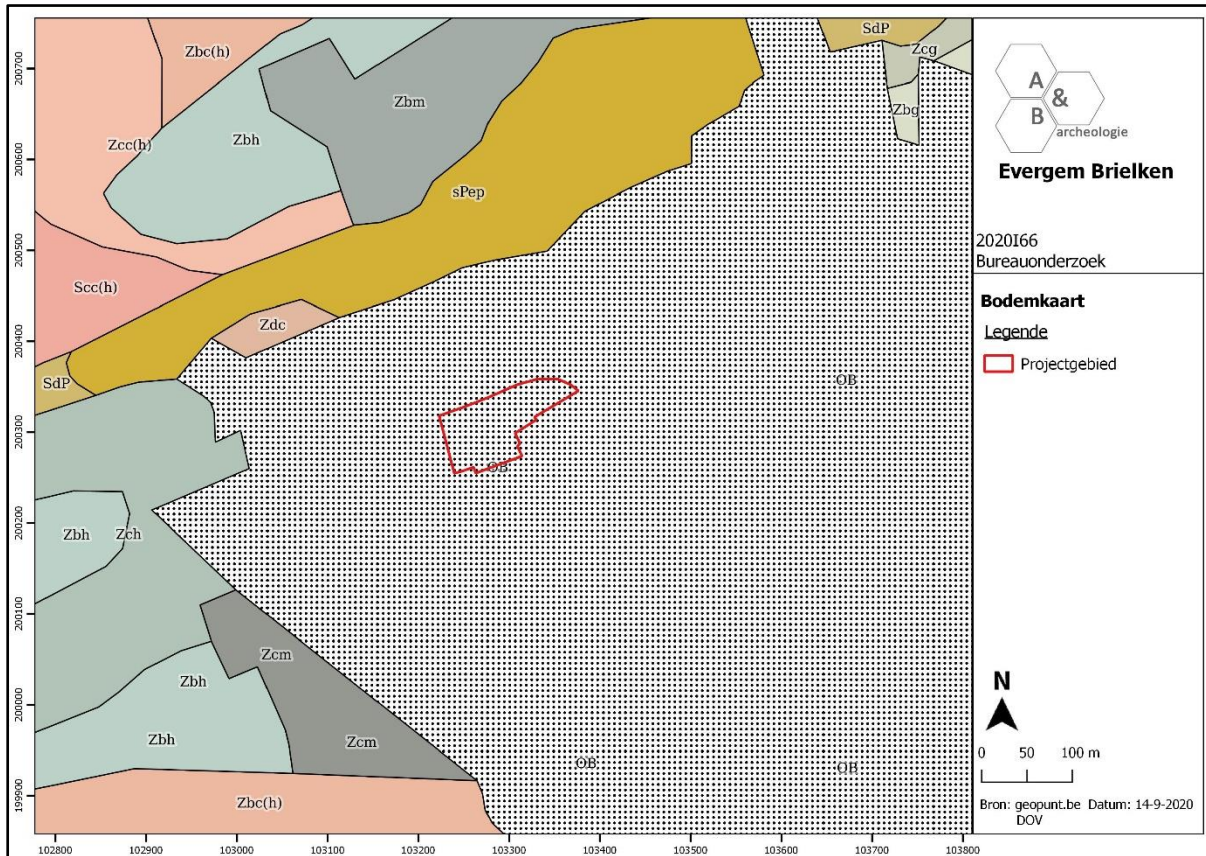 200700
200600
200500
200400
200300
200200
200100
200000
199900
102800
102900
103000
103100
103200
103300
103400
103500
103600
103700
103800
Zbc(h)
Zcc(h)
Zbh
Zbm
SdP
Zcg
Zbg
sPep
Scc(h)
Zdc
SdP
OB
OB
Zbh
Zch
Zcm
Zbh
Zbh
Zcm
OB
OB
Zbc(h)
A
&
B
archeologie
Evergem Brielken
2020I66
Bureauonderzoek
Bodemkaart
Legende
Projectgebied
N
0 50 100 m
Bron: geopunt.be Datum: 14-9-2020
DOV